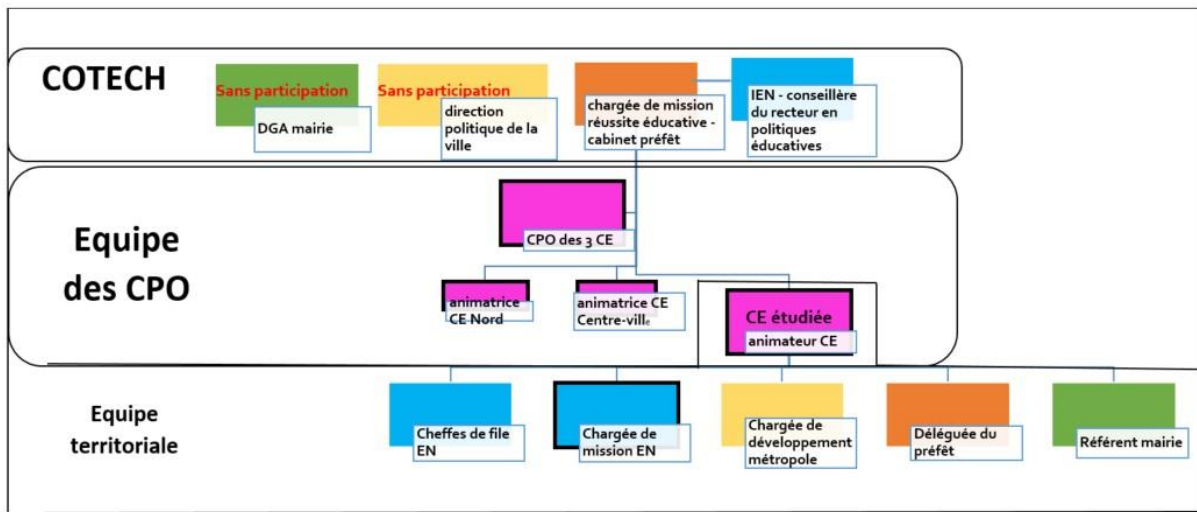 COTECH
Sans participation
DGA mairie
Sans participation
direction
politique de la
ville
chargée de mission
réussite éducative -
cabinet préfêt
IEN - conseillère
du recteur en
politiques
éducatives
Equipe
des CPO
CPO des 3 CE
animatrice
CE Nord
animatrice CE
Centre-ville
CE étudiée
animateur CE
Equipe
territoriale
Cheffes de file
EN
Chargée de
mission EN
Chargée de
développement
métropole
Déléguée du
préfêt
Référent mairie